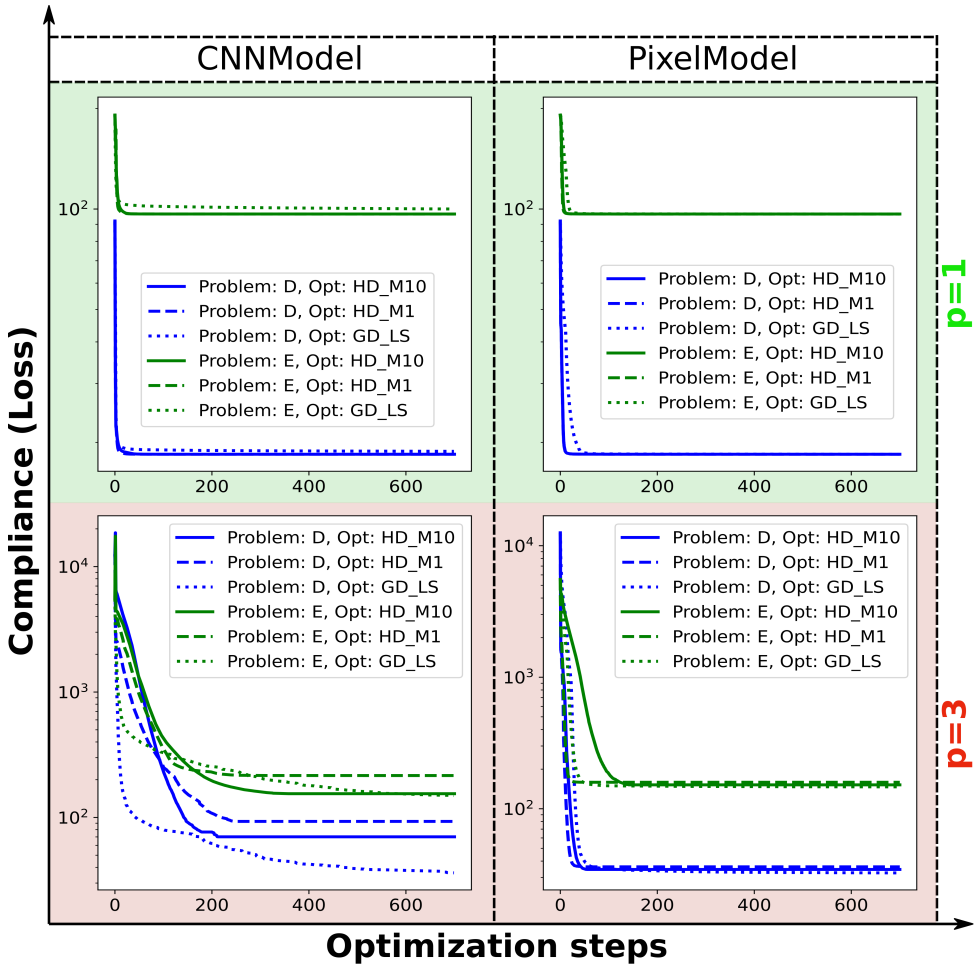 CNNModel
PixelModel
Compliance (Loss)
10²
Problem: D, Opt: HD_M10
Problem: D, Opt: HD_M1
Problem: D, Opt: GD_LS
Problem: E, Opt: HD_M10
Problem: E, Opt: HD_M1
Problem: E, Opt: GD_LS
0 200 400 600
10²
Problem: D, Opt: HD_M10
Problem: D, Opt: HD_M1
Problem: D, Opt: GD_LS
Problem: E, Opt: HD_M10
Problem: E, Opt: HD_M1
Problem: E, Opt: GD_LS
0 200 400 600
p=1
10⁴
10³
10²
Problem: D, Opt: HD_M10
Problem: D, Opt: HD_M1
Problem: D, Opt: GD_LS
Problem: E, Opt: HD_M10
Problem: E, Opt: HD_M1
Problem: E, Opt: GD_LS
0 200 400 600
10⁴
10³
10²
Problem: D, Opt: HD_M10
Problem: D, Opt: HD_M1
Problem: D, Opt: GD_LS
Problem: E, Opt: HD_M10
Problem: E, Opt: HD_M1
Problem: E, Opt: GD_LS
0 200 400 600
p=3
Optimization steps